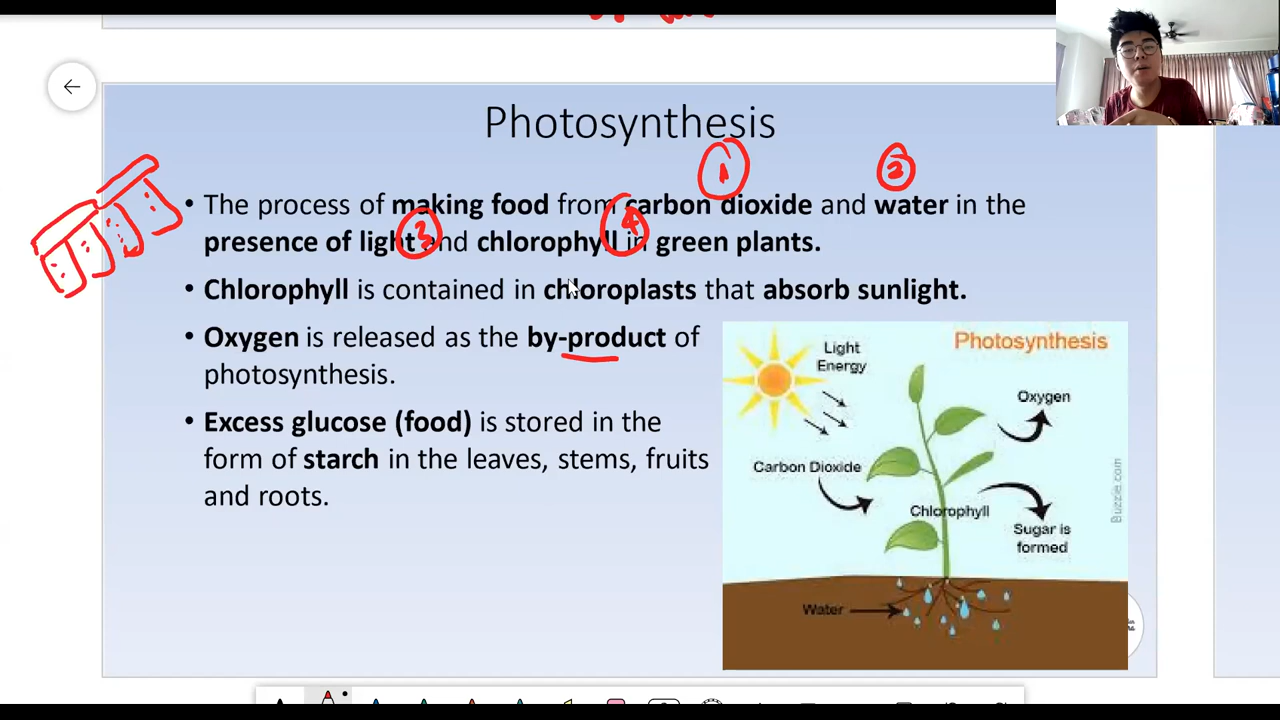 Photosynthesis
1
2
• The process of making food from carbon dioxide and water in the
3
4
presence of light and chlorophyll in green plants.
• Chlorophyll is contained in chloroplasts that absorb sunlight.
• Oxygen is released as the by-product of
photosynthesis.
• Excess glucose (food) is stored in the
form of starch in the leaves, stems, fruits
and roots.
Photosynthesis
Light
Energy
Oxygen
Carbon Dioxide
Chlorophyll
Sugar is
formed
Water
Buzzle.com